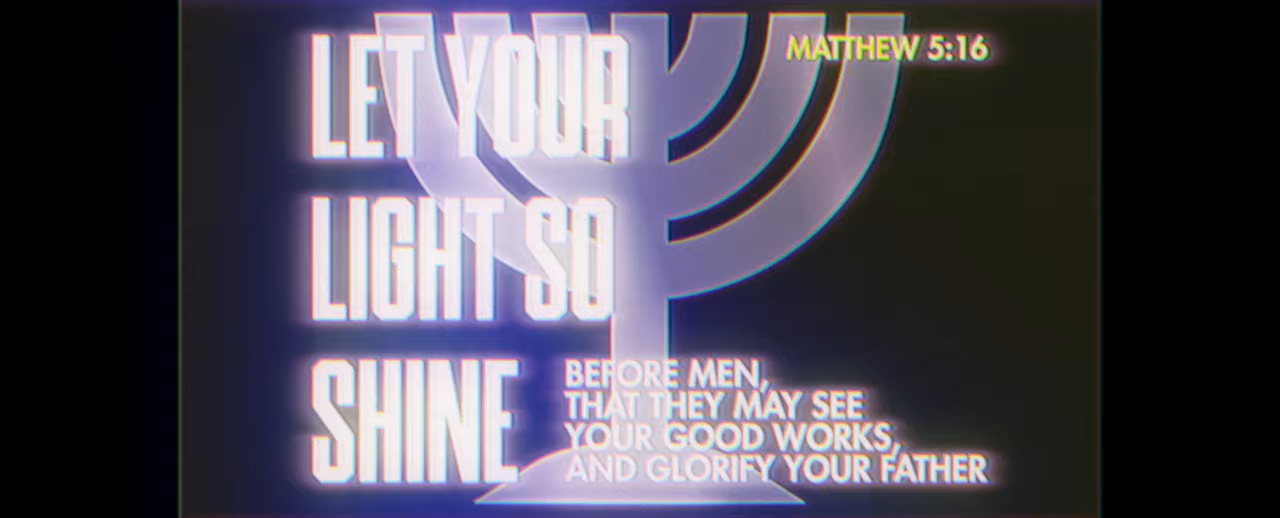 MATTHEW 5:16
LET YOUR
LIGHT SO
SHINE
BEFORE MEN,
THAT THEY MAY SEE
YOUR GOOD WORKS,
AND GLORIFY YOUR FATHER